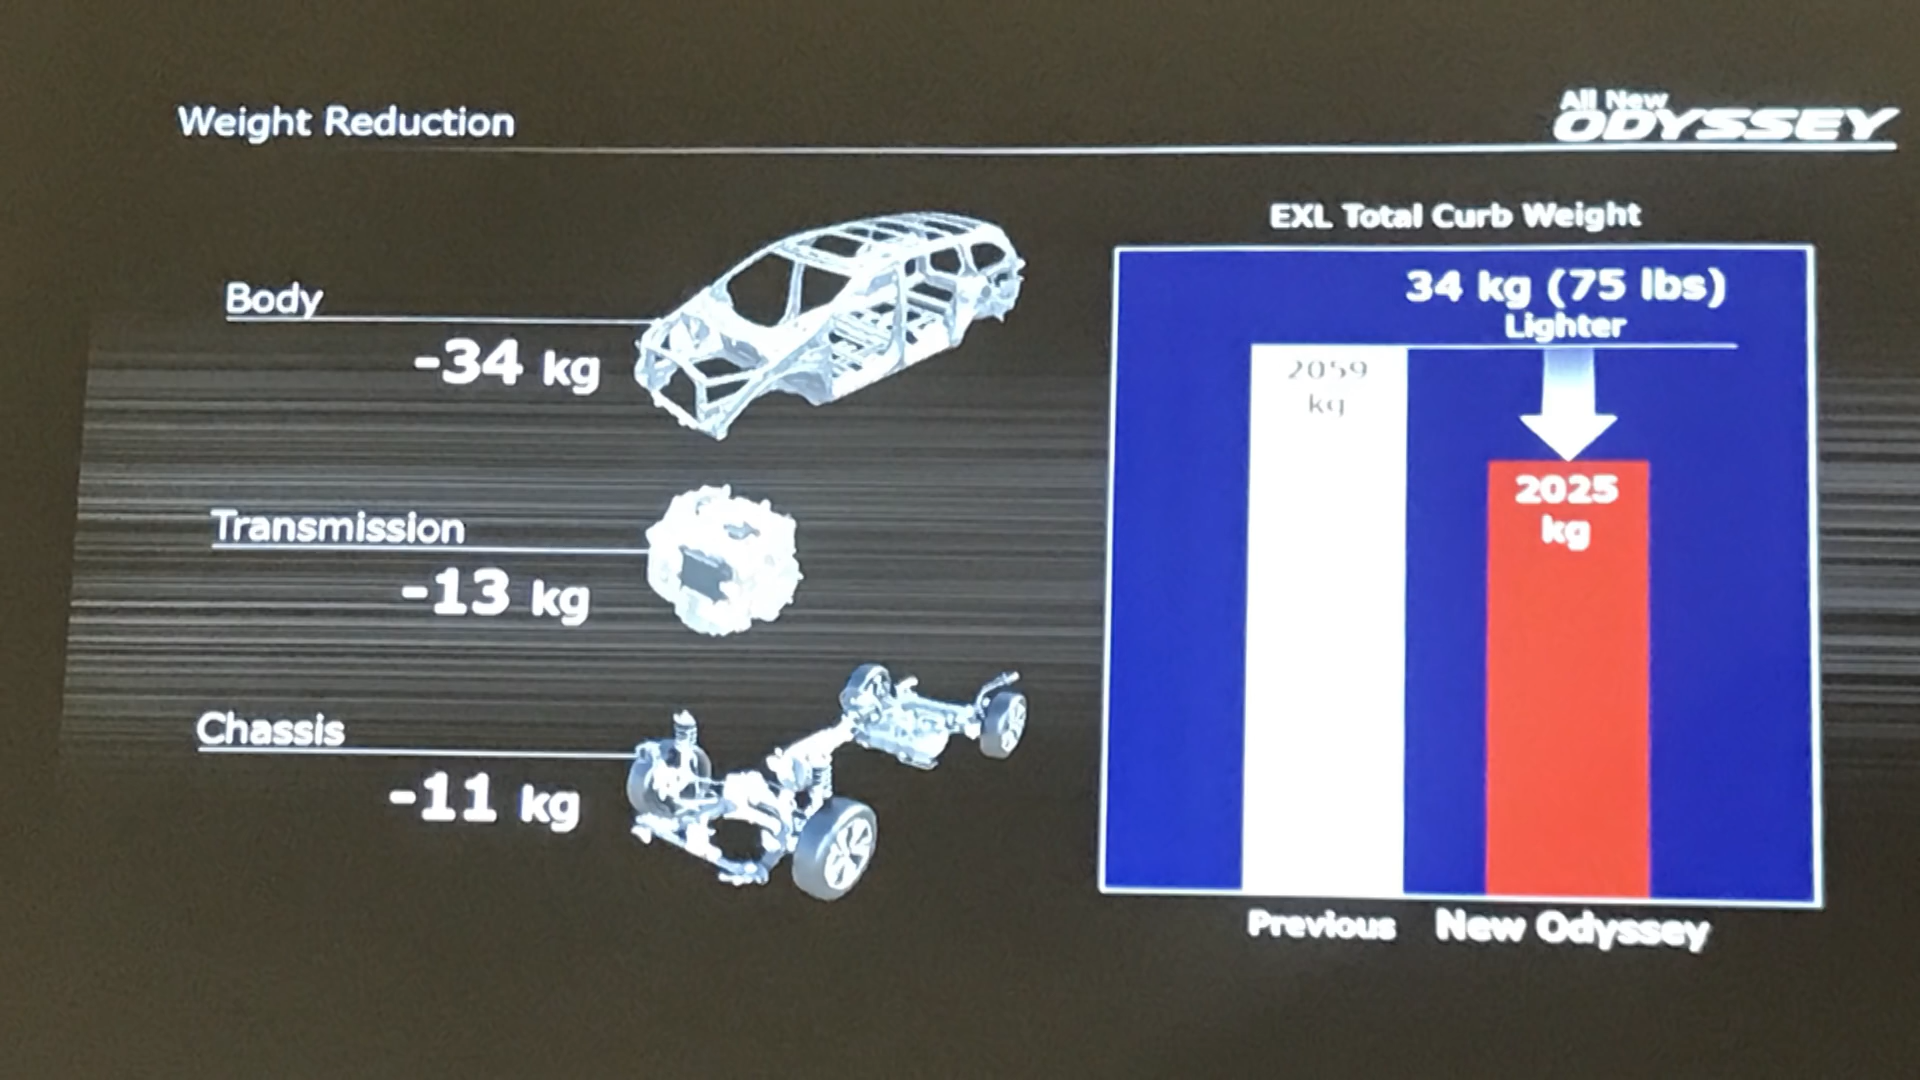 Weight Reduction
All New
ODYSSEY
Body
-34 kg
Transmission
-13 kg
Chassis
-11 kg
EXL Total Curb Weight
34 kg (75 lbs)
Lighter
2059
kg
2025
kg
Previous
New Odyssey